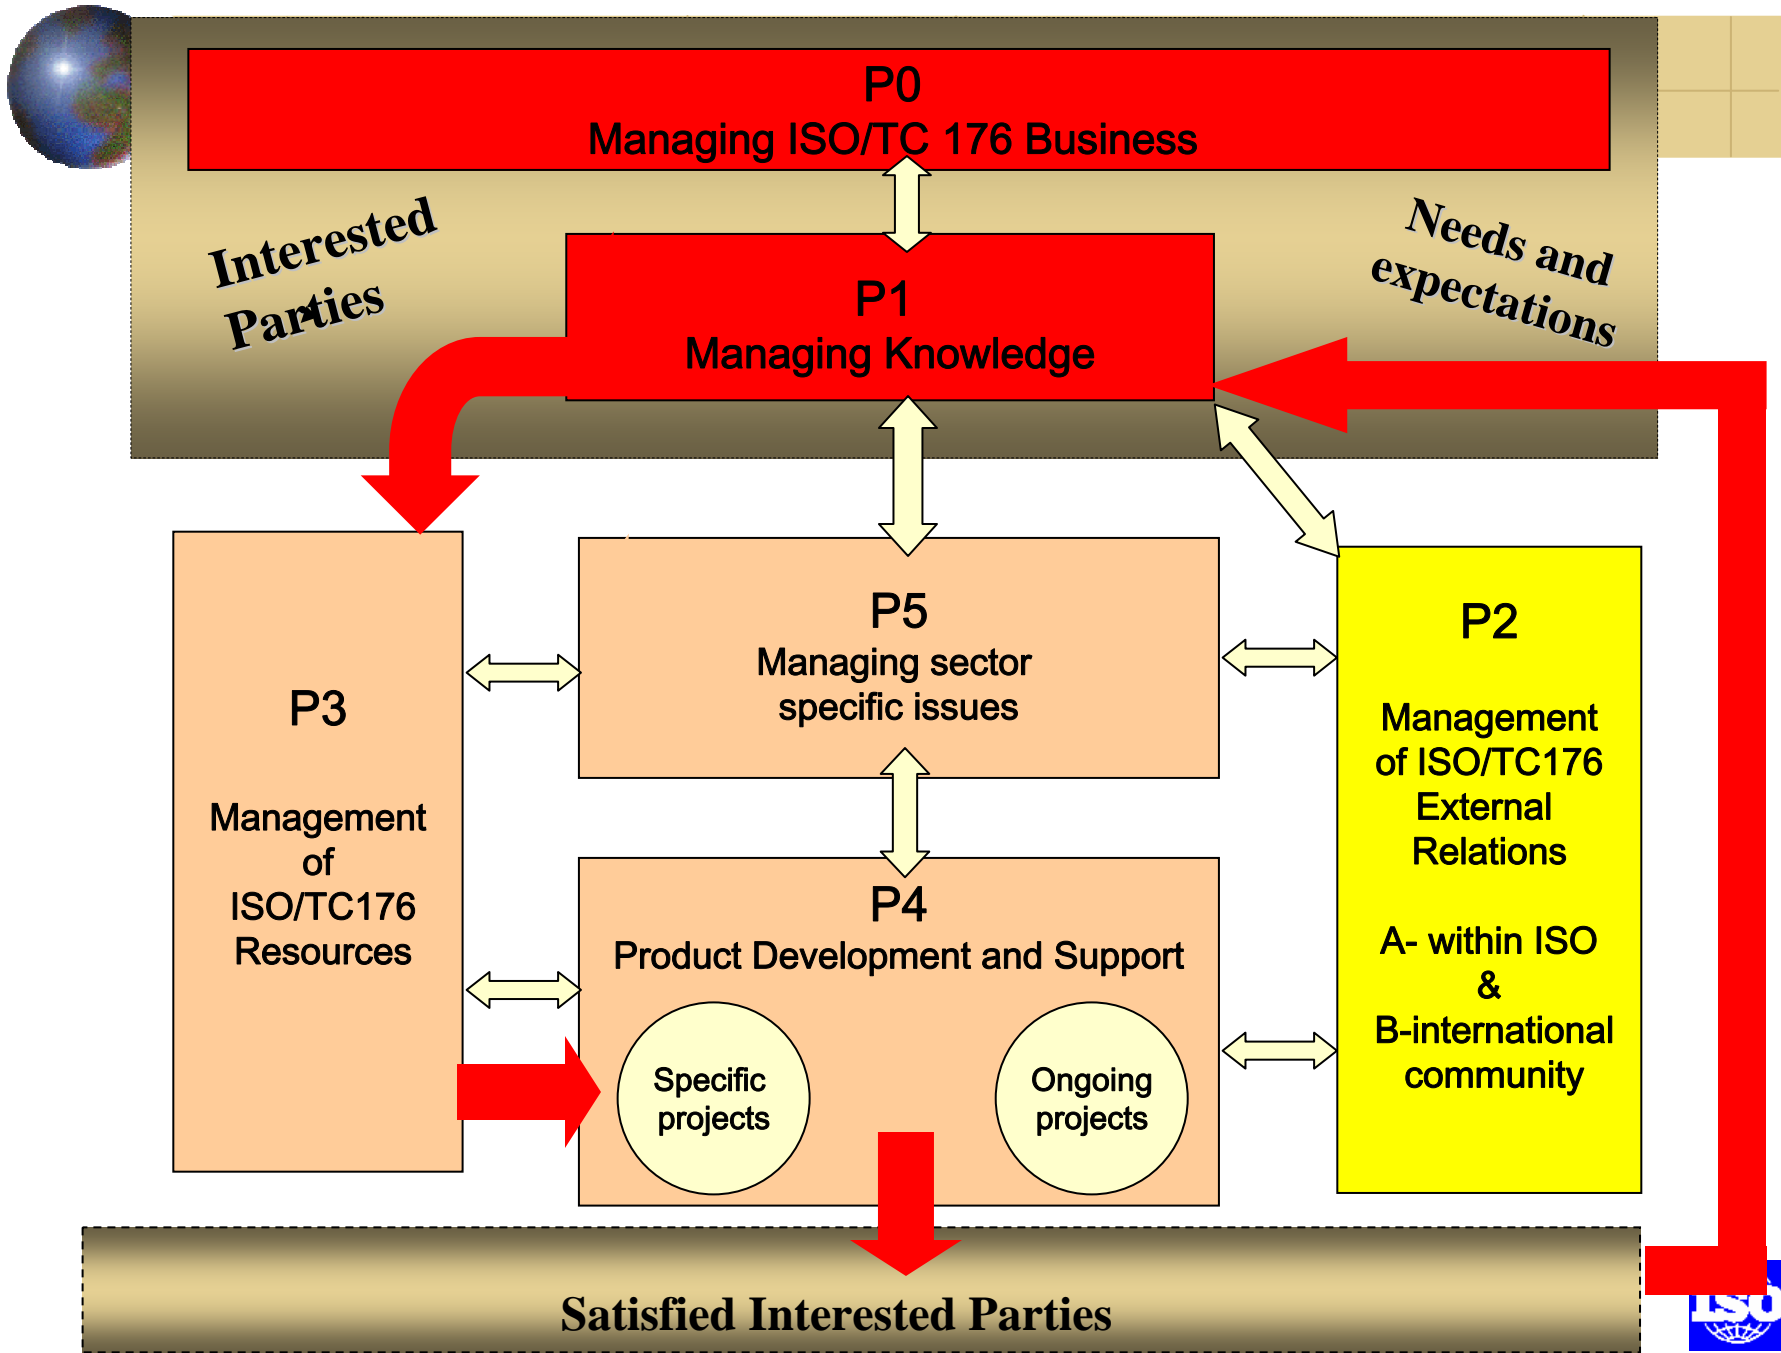 P0
Managing ISO/TC 176 Business
Interested
Parties
Needs and
expectations
P1
Managing Knowledge
P3
Management
of
ISO/TC176
Resources
P5
Managing sector
specific issues
P4
Product Development and Support
Specific
projects
Ongoing
projects
P2
Management
of ISO/TC176
External
Relations
A- within ISO
&
B-international
community
Satisfied Interested Parties
ISO